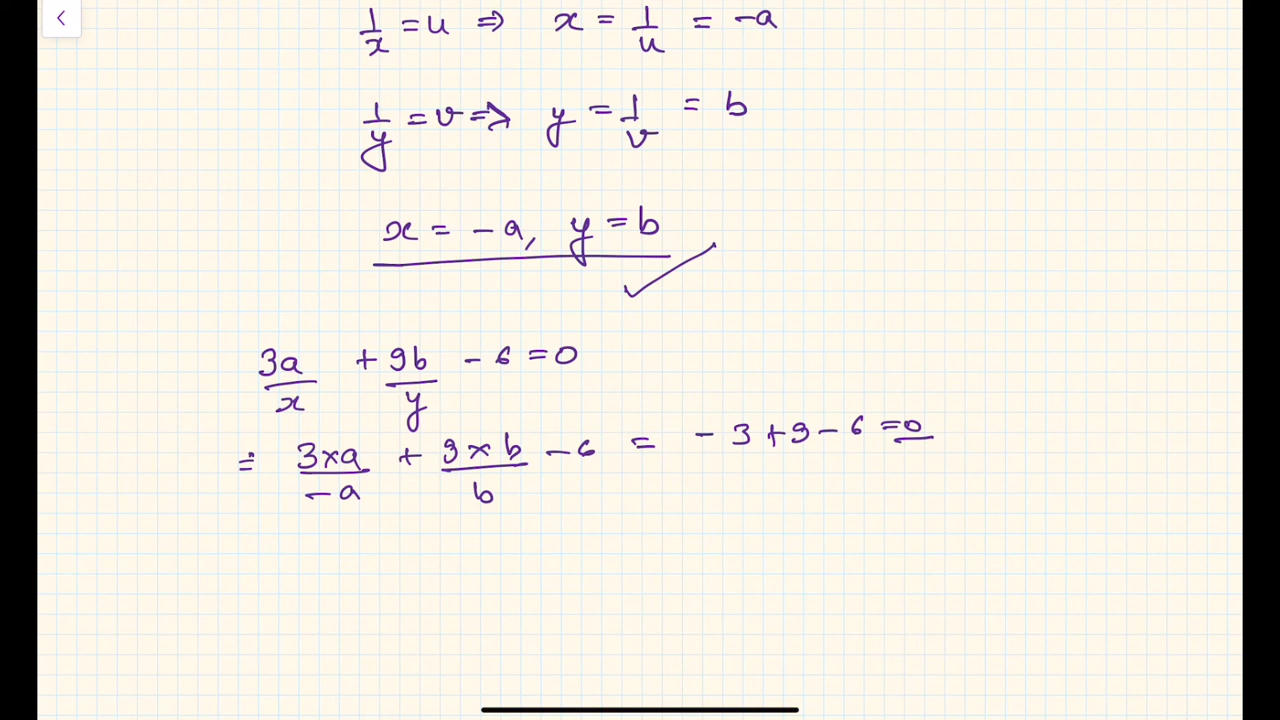 1/x = u ⇒ x = 1/u = -a
1/y = v ⇒ y = 1/v = b
x = -a, y = b
3a/x + 9b/y - 6 = 0
= 3×a/-a + 9×b/b - 6 = -3+9-6 = 0